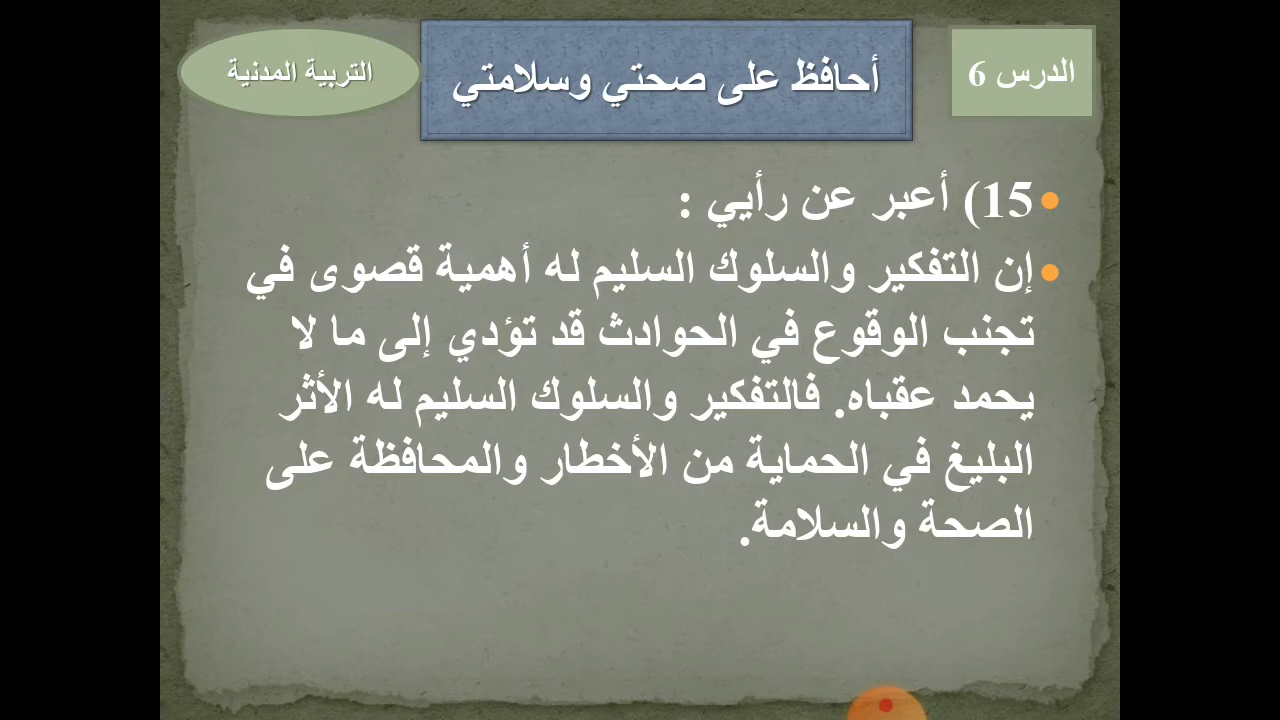 الدرس 6
أحافظ على صحتي وسلامتي
التربية المدنية
15) أعبر عن رأيي :
إن التفكير والسلوك السليم له أهمية قصوى في
تجنب الوقوع في الحوادث قد تؤدي إلى ما لا
يحمد عقباه. فالتفكير والسلوك السليم له الأثر
البليغ في الحماية من الأخطار والمحافظة على
الصحة والسلامة.